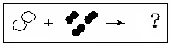 + → ?